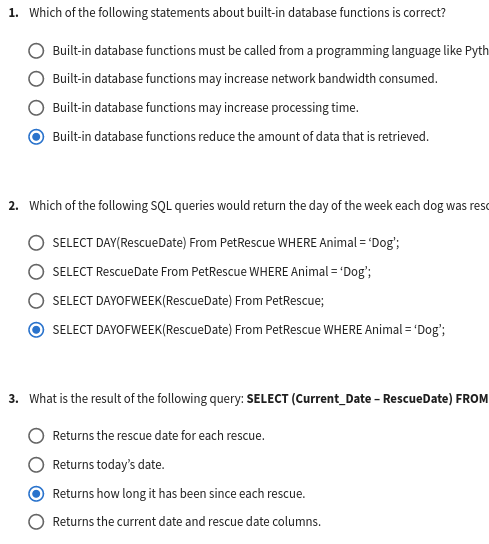 1. Which of the following statements about built-in database functions is correct?
Built-in database functions must be called from a programming language like Pyth
Built-in database functions may increase network bandwidth consumed.
Built-in database functions may increase processing time.
Built-in database functions reduce the amount of data that is retrieved.
2. Which of the following SQL queries would return the day of the week each dog was resc
SELECT DAY(RescueDate) From PetRescue WHERE Animal = ‘Dog’;
SELECT RescueDate From PetRescue WHERE Animal = ‘Dog’;
SELECT DAYOFWEEK(RescueDate) From PetRescue;
SELECT DAYOFWEEK(RescueDate) From PetRescue WHERE Animal = ‘Dog’;
3. What is the result of the following query: SELECT (Current_Date – RescueDate) FROM
Returns the rescue date for each rescue.
Returns today’s date.
Returns how long it has been since each rescue.
Returns the current date and rescue date columns.